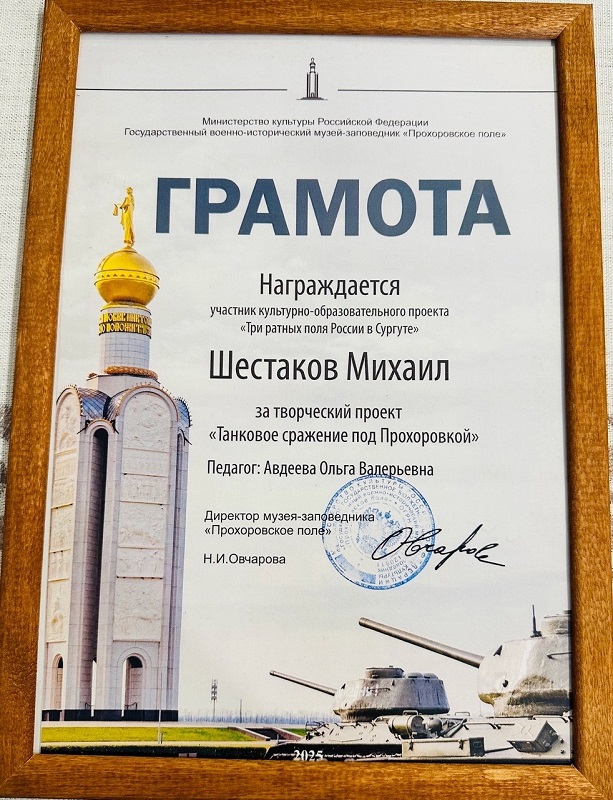 Министерство культуры Российской Федерации
Государственный военно-исторический музей-заповедник «Прохоровское поле»
ГРАМОТА
Награждается
участник культурно-образовательного проекта
«Три ратных поля России в Сургуте»
Шестаков Михаил
за творческий проект
«Танковое сражение под Прохоровкой»
Педагог: Авдеева Ольга Валерьевна
Директор музея-заповедника
«Прохоровское поле»
Н.И.Овчарова
2025